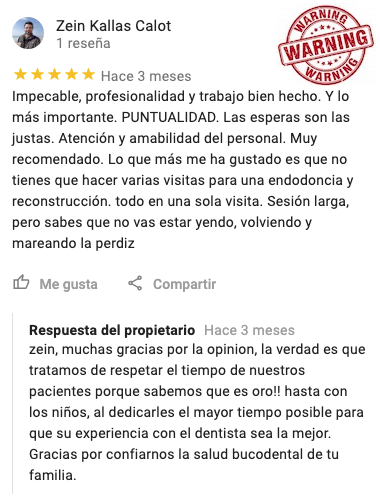 Zein Kallas Calot
1 reseña
WARNING
WARNING
WARNING
Hace 3 meses
Impecable, profesionalidad y trabajo bien hecho. Y lo
más importante. PUNTUALIDAD. Las esperas son las
justas. Atención y amabilidad del personal. Muy
recomendado. Lo que más me ha gustado es que no
tienes que hacer varias visitas para una endodoncia y
reconstrucción. todo en una sola visita. Sesión larga,
pero sabes que no vas estar yendo, volviendo y
mareando la perdiz
Me gusta
Compartir
Respuesta del propietario Hace 3 meses
zein, muchas gracias por la opinion, la verdad es que
tratamos de respetar el tiempo de nuestros
pacientes porque sabemos que es oro!! hasta con
los niños, al dedicarles el mayor tiempo posible para
que su experiencia con el dentista sea la mejor.
Gracias por confiarnos la salud bucodental de tu
familia.